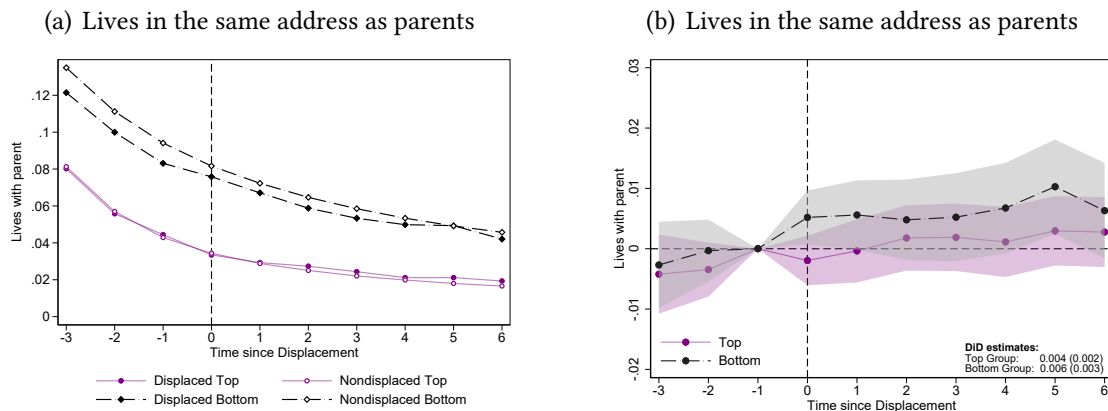 (a) Lives in the same address as parents
Lives with parent
.12
.1
.08
.06
.04
.02
0
-3 -2 -1 0 1 2 3 4 5 6
Time since Displacement
Displaced Top
Nondisplaced Top
Displaced Bottom
Nondisplaced Bottom
(b) Lives in the same address as parents
Lives with parent
.03
.02
.01
0
-.01
-.02
Top
Bottom
DiD estimates:
Top Group: 0.004 (0.002)
Bottom Group: 0.006 (0.003)
-3 -2 -1 0 1 2 3 4 5 6
Time since Displacement